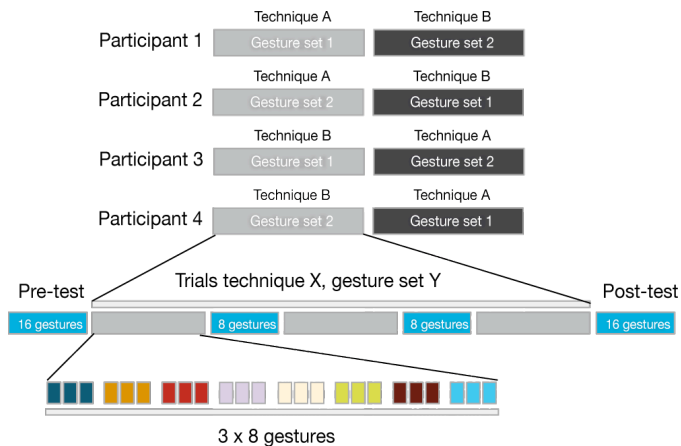 Technique A Technique B
Participant 1 Gesture set 1 Gesture set 2
Technique A Technique B
Participant 2 Gesture set 2 Gesture set 1
Technique B Technique A
Participant 3 Gesture set 1 Gesture set 2
Technique B Technique A
Participant 4 Gesture set 2 Gesture set 1
Pre-test Trials technique X, gesture set Y Post-test
16 gestures 8 gestures 8 gestures 16 gestures
3 x 8 gestures